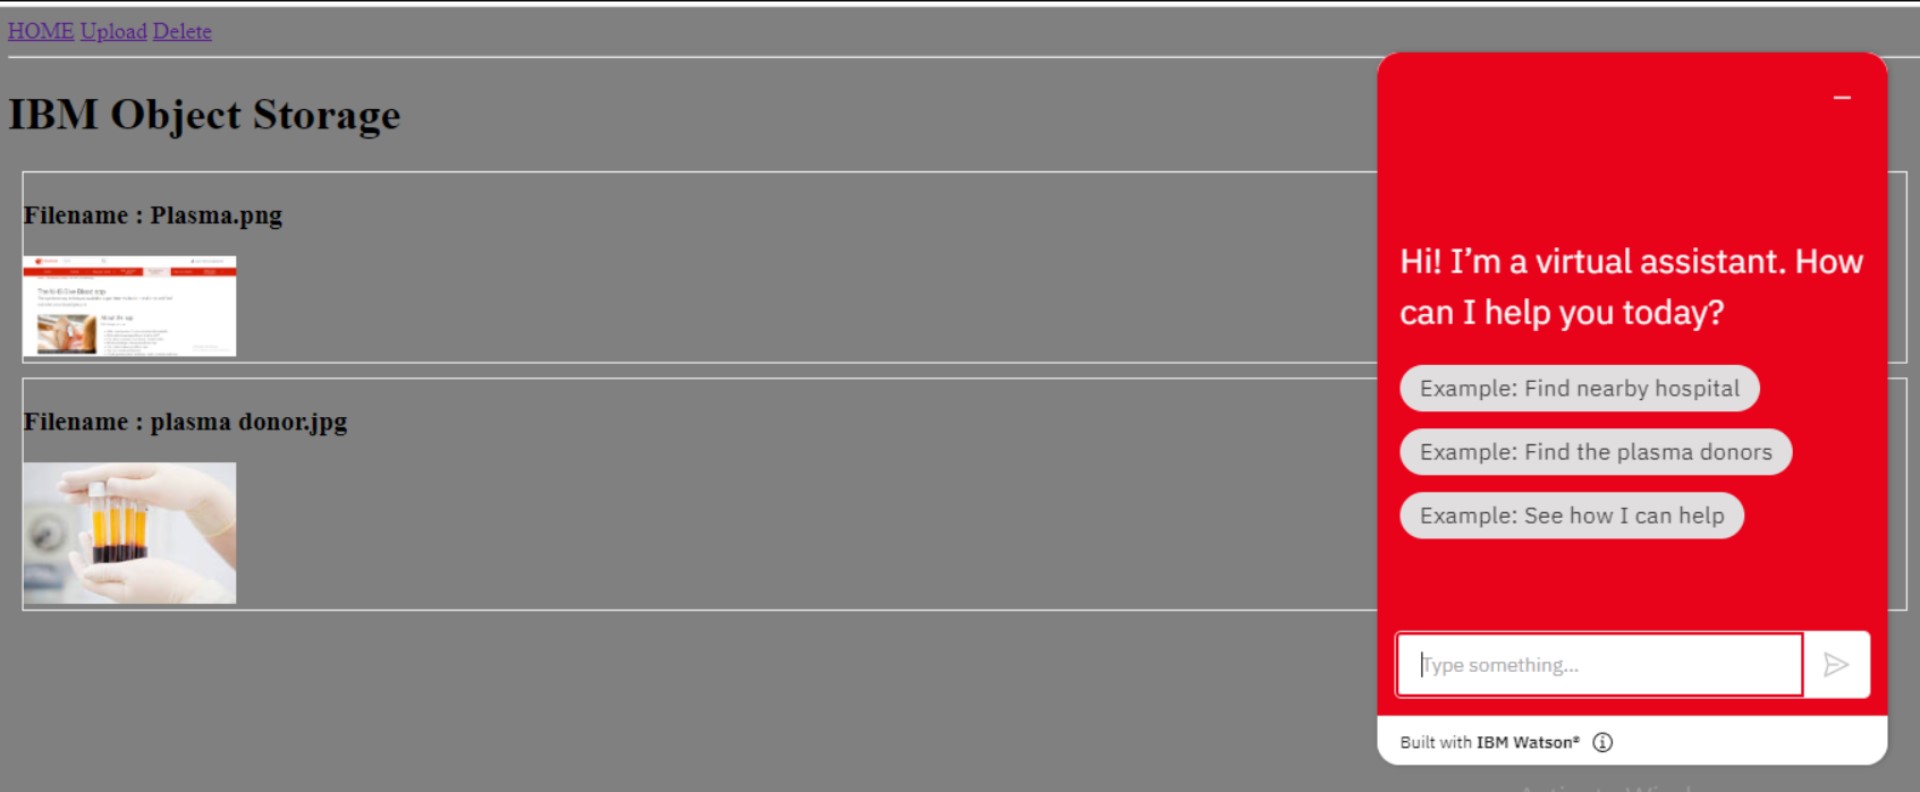 HOME Upload Delete
IBM Object Storage
Filename : Plasma.png
Filename : plasma donor.jpg
Hi! I’m a virtual assistant. How
can I help you today?
Example: Find nearby hospital
Example: Find the plasma donors
Example: See how I can help
Type something...
Built with IBM Watson®